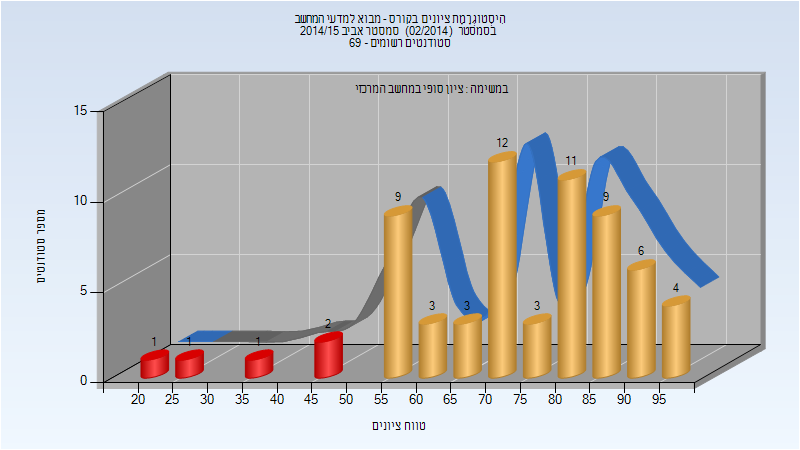 הִיסְטוֹגְרָמַת ציונים בקורס - מבוא למדעי המחשב
בסמסטר (02/2014) סמסטר אביב 2014/15
סטודנטים רשומים - 69
במשימה : ציון סופי במחשב המרכזי
15
10
5
0
מספר סטודנטים
1
1
1
2
9
3
3
12
3
11
9
6
4
20 25 30 35 40 45 50 55 60 65 70 75 80 85 90 95
טווח ציונים